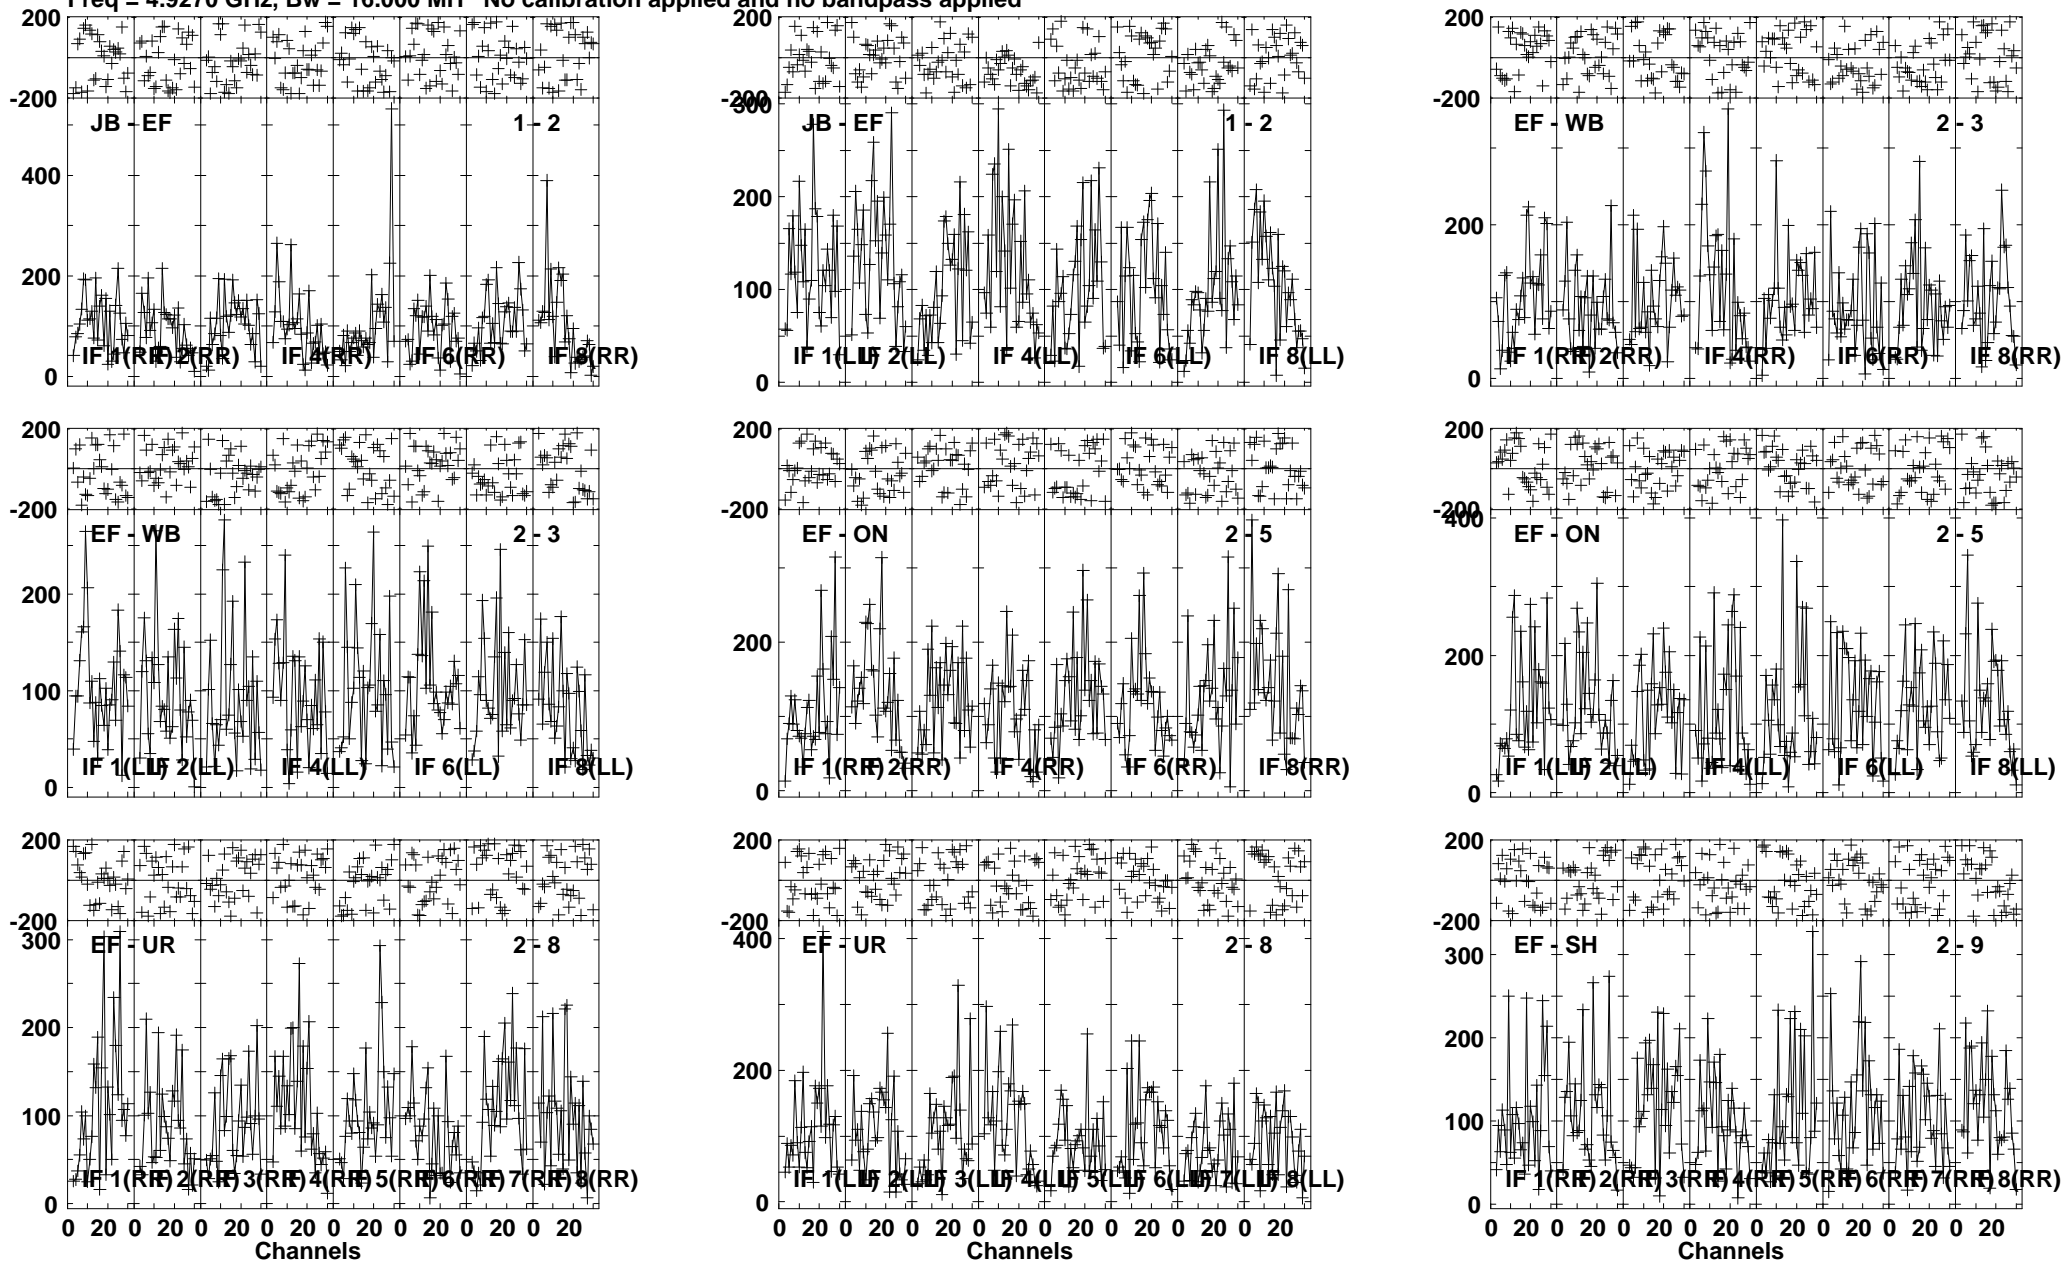 Freq = 4.9270 GHz, Bw = 16.000 MH No calibration applied and no bandpass applied
200
-200
JB - EF 1 - 2
400
200
0
IF 1(RR) IF 2(RR) IF 4(RR) IF 6(RR) IF 8(RR)
200
-200
300
JB - EF 1 - 2
200
100
0
IF 1(LL) IF 2(LL) IF 4(LL) IF 6(LL) IF 8(LL)
200
-200
EF - WB 2 - 3
200
0
IF 1(RR) IF 2(RR) IF 4(RR) IF 6(RR) IF 8(RR)
200
-200
EF - WB 2 - 3
200
100
0
IF 1(LL) IF 2(LL) IF 4(LL) IF 6(LL) IF 8(LL)
200
-200
EF - ON 2 - 5
200
0
IF 1(RR) IF 2(RR) IF 4(RR) IF 6(RR) IF 8(RR)
200
-200
400
EF - ON 2 - 5
200
0
IF 1(LL) IF 2(LL) IF 4(LL) IF 6(LL) IF 8(LL)
200
-200
300
EF - UR 2 - 8
200
100
0
IF 1(RR) IF 2(RR) IF 3(RR) IF 4(RR) IF 5(RR) IF 6(RR) IF 7(RR) IF 8(RR)
0 20 0 20 0 20 0 20 0 20 0 20 0 20 0 20
Channels
200
-200
400
EF - UR 2 - 8
200
0
IF 1(LL) IF 2(LL) IF 3(LL) IF 4(LL) IF 5(LL) IF 6(LL) IF 7(LL) IF 8(LL)
0 20 0 20 0 20 0 20 0 20 0 20 0 20 0 20
Channels
200
-200
EF - SH 2 - 9
300
200
100
0
IF 1(RR) IF 2(RR) IF 3(RR) IF 4(RR) IF 5(RR) IF 6(RR) IF 7(RR) IF 8(RR)
0 20 0 20 0 20 0 20 0 20 0 20 0 20 0 20
Channels